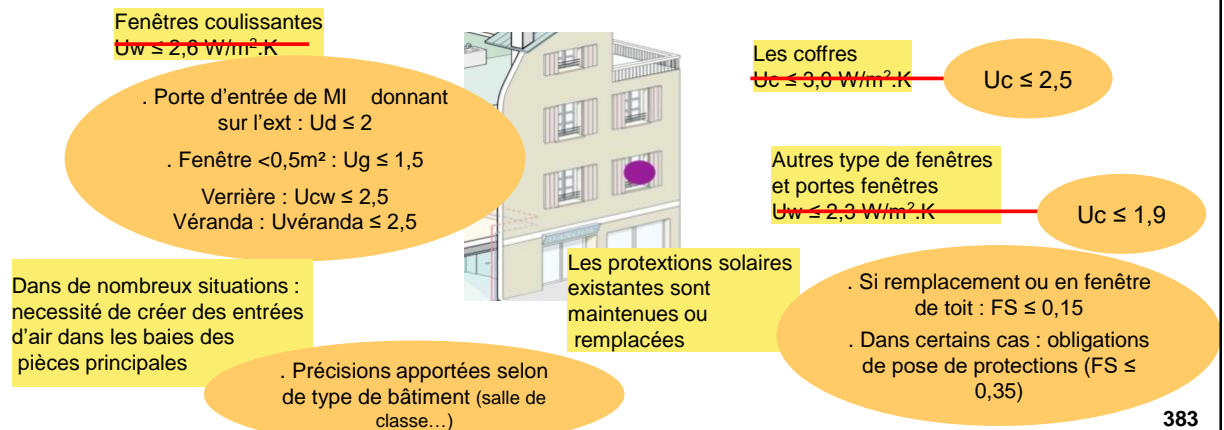 Fenêtres coulissantes
Uw ≤ 2,6 W/m².K
. Porte d'entrée de MI donnant
sur l'ext : Ud ≤ 2
. Fenêtre <0,5m² : Ug ≤ 1,5
Verrière : Ucw ≤ 2,5
Véranda : Uvéranda ≤ 2,5
Les coffres
Uc ≤ 3,0 W/m².K
Uc ≤ 2,5
Autres type de fenêtres
et portes fenêtres
Uw ≤ 2,3 W/m².K
Uc ≤ 1,9
Dans de nombreux situations :
necessité de créer des entrées
d'air dans les baies des
pièces principales
. Précisions apportées selon
de type de bâtiment (salle de
classe…)
Les protextions solaires
existantes sont
maintenues ou
remplacées
. Si remplacement ou en fenêtre
de toit : FS ≤ 0,15
. Dans certains cas : obligations
de pose de protections (FS ≤
0,35)
383